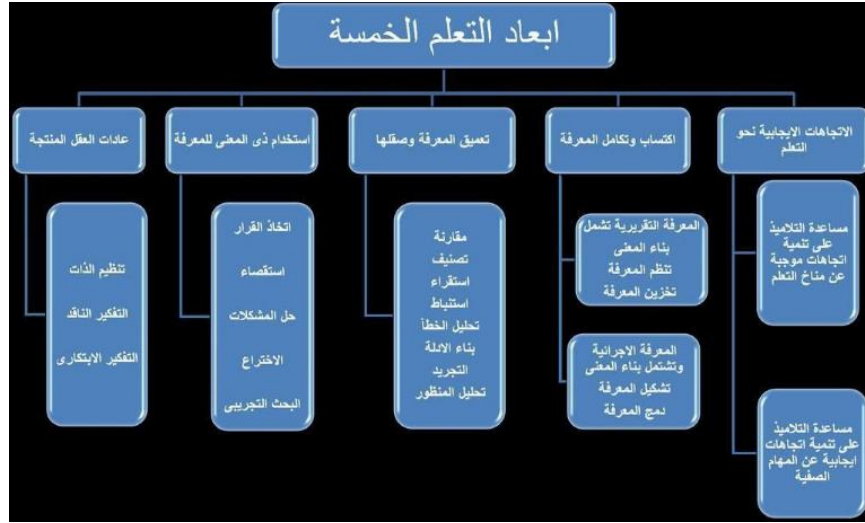 ابعاد التعلم الخمسة
الاتجاهات الايجابية نحو
التعلم
مساعدة التلاميذ
على تنمية
اتجاهات موجبة
عن مناخ التعلم
مساعدة التلاميذ
على تنمية اتجاهات
ايجابية عن المهام
الصفية
اكتساب وتكامل المعرفة
المعرفة التقريرية تشمل
بناء المعنى
تنظم المعرفة
تخزين المعرفة
المعرفة الاجرائية
وتشتمل بناء المعنى
تشكيل المعرفة
دمج المعرفة
تعميق المعرفة وصقلها
مقارنة
تصنيف
استقراء
استنباط
تحليل الخطأ
بناء الادلة
التجريد
تحليل المنظور
استخدام ذى المعنى للمعرفة
اتخاذ القرار
استقصاء
حل المشكلات
الاختراع
البحث التجريبى
عادات العقل المنتجة
تنظيم الذات
التفكير الناقد
التفكير الابتكارى